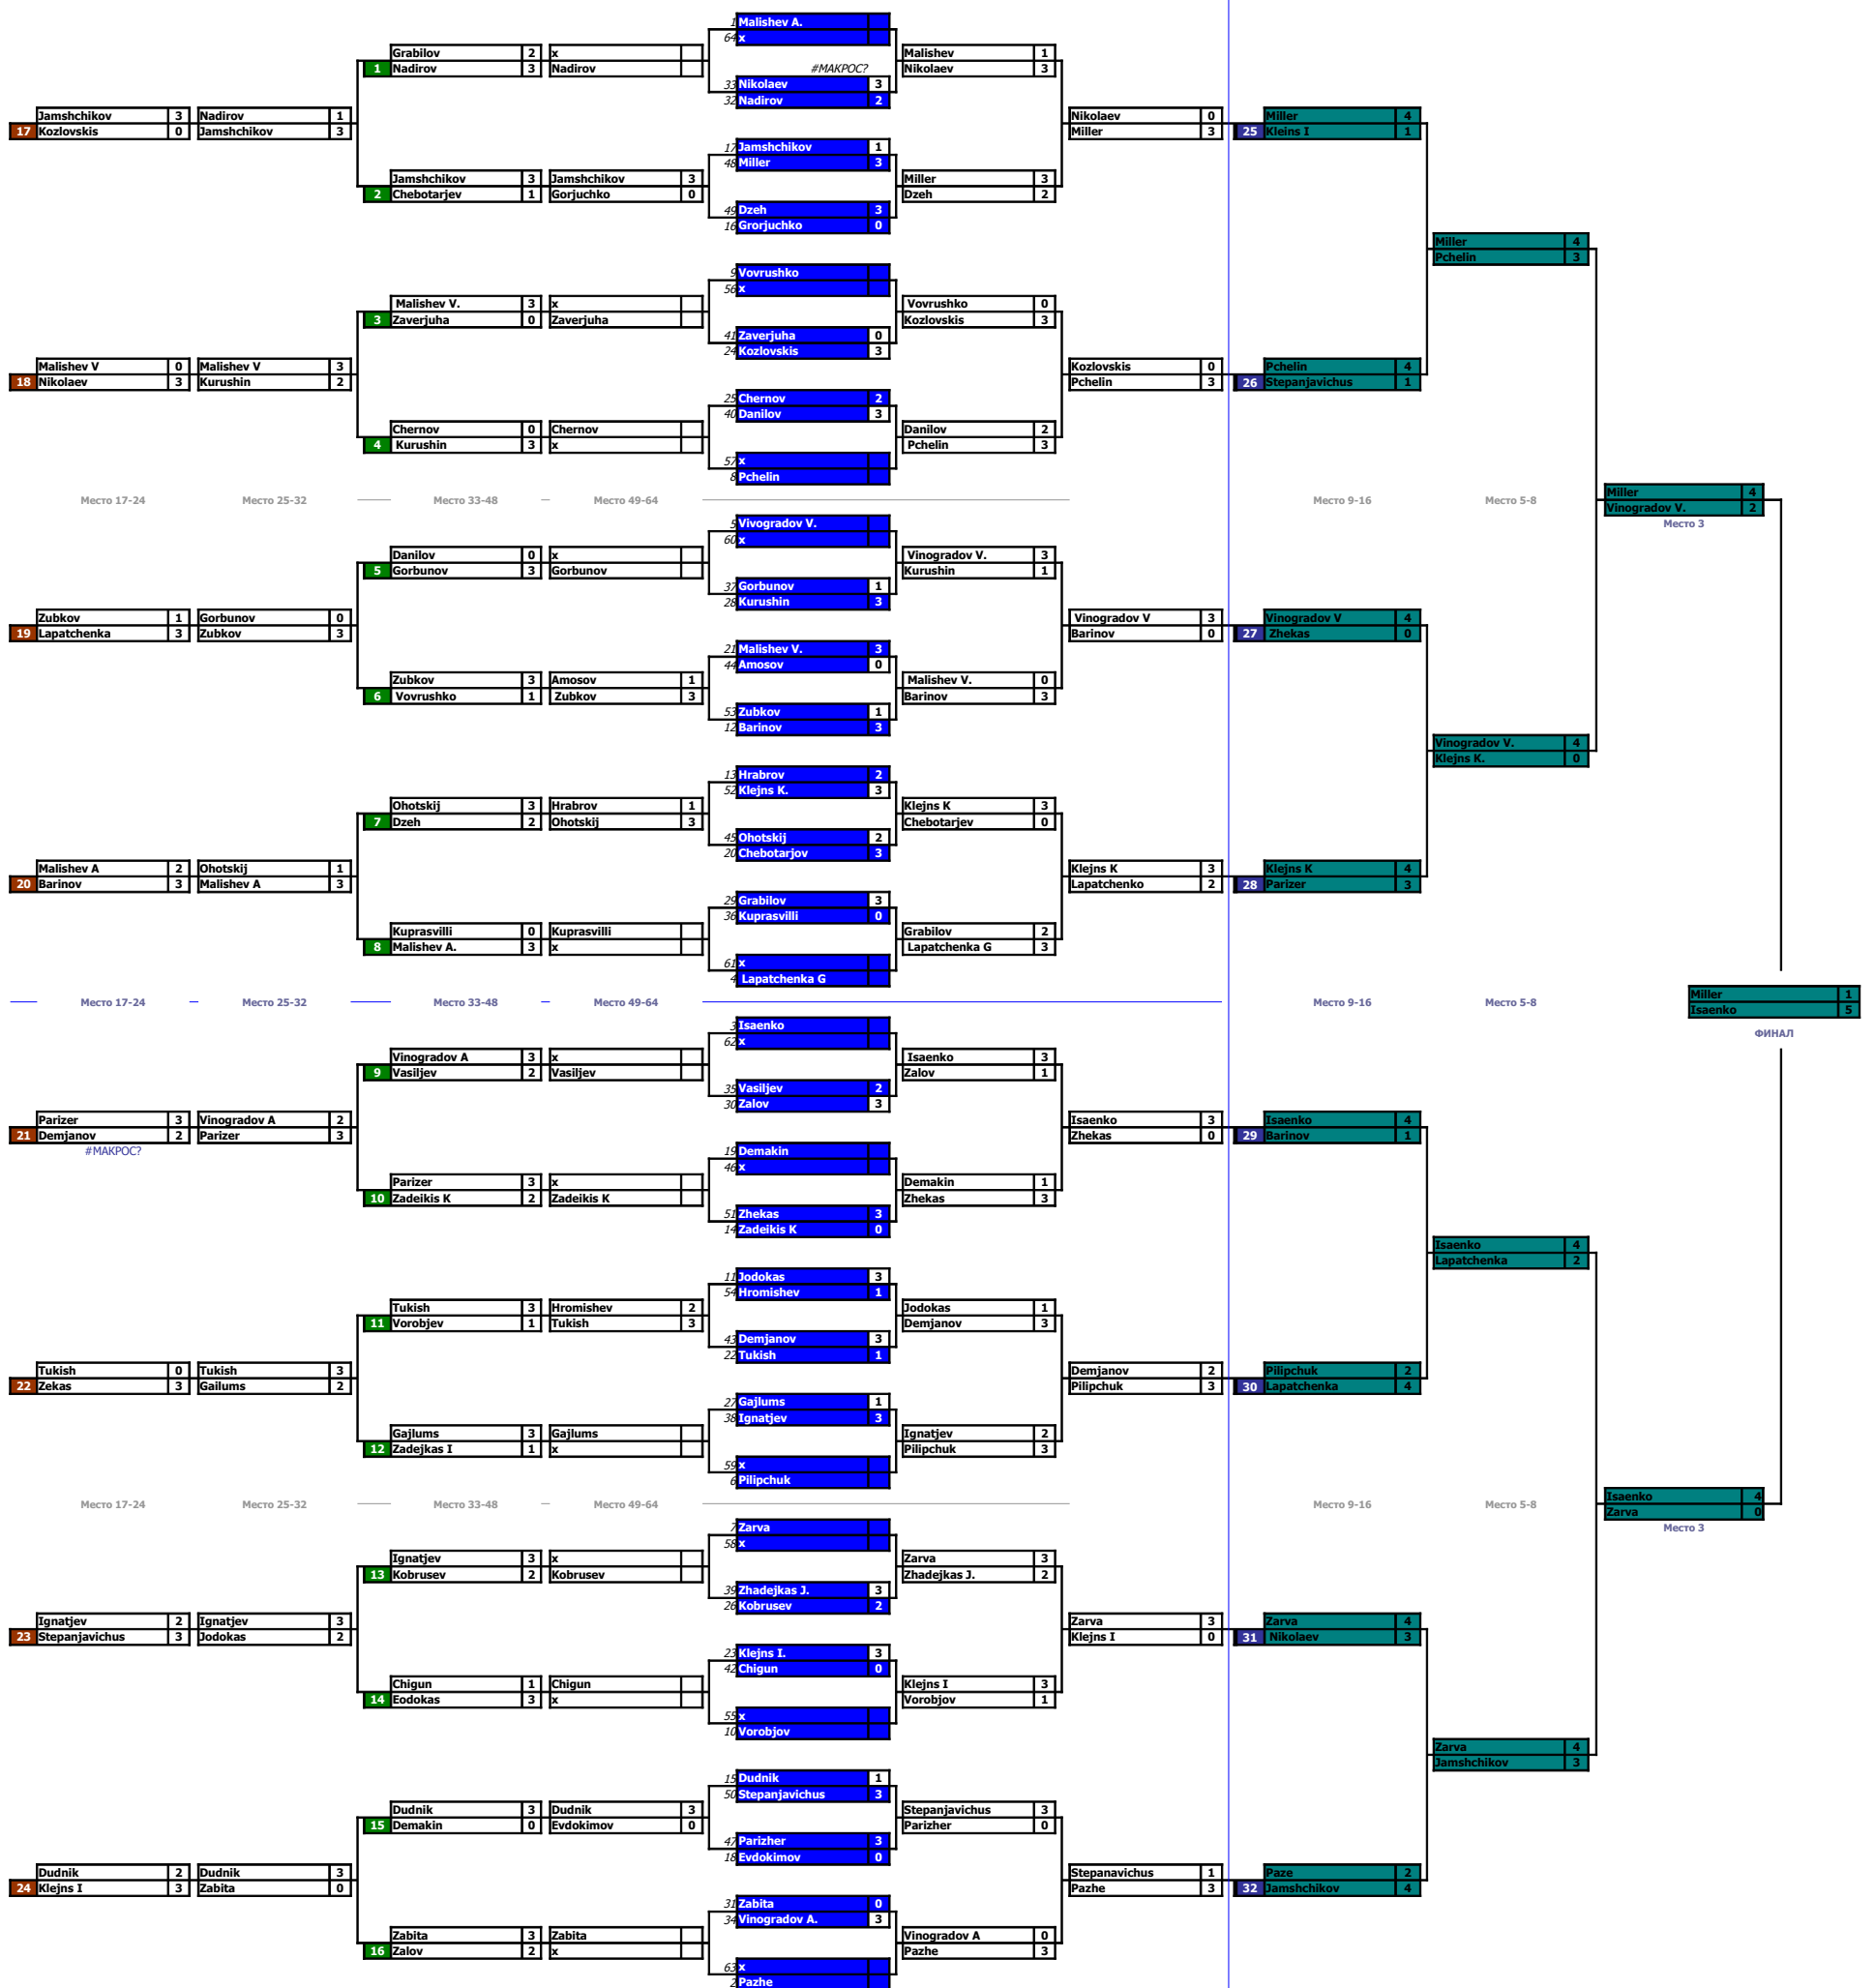 1 Malishev A.
64 x
Grabilov 2 x Malishev 1
1 Nadirov 3 Nadirov #МАКРОС? Nikolaev 3
33 Nikolaev 3
32 Nadirov 2
Jamshchikov 3 Nadirov 1 Nikolaev 0 Miller 4
17 Kozlovskis 0 Jamshchikov 3 Miller 3 25 Kleins I 1
17 Jamshchikov 1
48 Miller 3
Jamshchikov 3 Jamshchikov 3 Miller 3
2 Chebotarjev 1 Gorjuchko 0 Dzeh 2
49 Dzeh 3
16 Grorjuchko 0
Miller 4
Pchelin 3
9 Vovrushko
56 x
Malishev V. 3 x Vovrushko 0
3 Zaverjuha 0 Zaverjuha Kozlovskis 3
41 Zaverjuha 0
24 Kozlovskis 3
Malishev V 0 Malishev V 3 Kozlovskis 0 Pchelin 4
18 Nikolaev 3 Kurushin 2 Pchelin 3 26 Stepanjavichus 1
25 Chernov 2
40 Danilov 3
Chernov 0 Chernov Danilov 2
4 Kurushin 3 x Pchelin 3
57 x
8 Pchelin
Miller 4
Место 17-24 Место 25-32 Место 33-48 Место 49-64 Место 9-16 Место 5-8
Vinogradov V. 2
Место 3
5 Vivogradov V.
60 x
Danilov 0 x Vinogradov V. 3
5 Gorbunov 3 Gorbunov Kurushin 1
37 Gorbunov 1
28 Kurushin 3
Zubkov 1 Gorbunov 0 Vinogradov V 3 Vinogradov V 4
19 Lapatchenka 3 Zubkov 3 Barinov 0 27 Zhekas 0
21 Malishev V. 3
44 Amosov 0
Zubkov 3 Amosov 1 Malishev V. 0
6 Vovrushko 1 Zubkov 3 Barinov 3
53 Zubkov 1
12 Barinov 3
Vinogradov V. 4
Klejns K. 0
13 Hrabrov 2
52 Klejns K. 3
Ohotskij 3 Hrabrov 1 Klejns K 3
7 Dzeh 2 Ohotskij 3 Chebotarjev 0
45 Ohotskij 2
20 Chebotarjov 3
Malishev A 2 Ohotskij 1 Klejns K 3 Klejns K 4
20 Barinov 3 Malishev A 3 Lapatchenko 2 28 Parizer 3
29 Grabilov 3
36 Kuprasvilli 0
Kuprasvilli 0 Kuprasvilli Grabilov 2
8 Malishev A. 3 x Lapatchenka G 3
61 x
4 Lapatchenka G
Miller 1
Место 17-24 Место 25-32 Место 33-48 Место 49-64 Место 9-16 Место 5-8
Isaenko 5
ФИНАЛ
3 Isaenko
62 x
Vinogradov A 3 x Isaenko 3
9 Vasiljev 2 Vasiljev Zalov 1
35 Vasiljev 2
30 Zalov 3
Parizer 3 Vinogradov A 2 Isaenko 3 Isaenko 4
21 Demjanov 2 Parizer 3 Zhekas 0 29 Barinov 1
#МАКРОС?
19 Demakin
46 x
Parizer 3 x Demakin 1
10 Zadeikis K 2 Zadeikis K Zhekas 3
51 Zhekas 3
14 Zadeikis K 0
Isaenko 4
Lapatchenka 2
11 Jodokas 3
54 Hromishev 1
Tukish 3 Hromishev 2 Jodokas 1
11 Vorobjev 1 Tukish 3 Demjanov 3
43 Demjanov 3
22 Tukish 1
Tukish 0 Tukish 3 Demjanov 2 Pilipchuk 2
22 Zekas 3 Gailums 2 Pilipchuk 3 30 Lapatchenka 4
27 Gajlums 1
38 Ignatjev 3
Gajlums 3 Gajlums Ignatjev 2
12 Zadejkas I 1 x Pilipchuk 3
59 x
6 Pilipchuk
Isaenko 4
Место 17-24 Место 25-32 Место 33-48 Место 49-64 Место 9-16 Место 5-8
Zarva 0
Место 3
7 Zarva
58 x
Ignatjev 3 x Zarva 3
13 Kobrusev 2 Kobrusev Zhadejkas J. 2
39 Zhadejkas J. 3
26 Kobrusev 2
Ignatjev 2 Ignatjev 3 Zarva 3 Zarva 4
23 Stepanjavichus 3 Jodokas 2 Klejns I 0 31 Nikolaev 3
23 Klejns I. 3
42 Chigun 0
Chigun 1 Chigun Klejns I 3
14 Eodokas 3 x Vorobjov 1
55 x
10 Vorobjov
Zarva 4
Jamshchikov 3
15 Dudnik 1
50 Stepanjavichus 3
Dudnik 3 Dudnik 3 Stepanjavichus 3
15 Demakin 0 Evdokimov 0 Parizher 0
47 Parizher 3
18 Evdokimov 0
Dudnik 2 Dudnik 3 Stepanavichus 1 Paze 2
24 Klejns I 3 Zabita 0 Pazhe 3 32 Jamshchikov 4
31 Zabita 0
34 Vinogradov A. 3
Zabita 3 Zabita Vinogradov A 0
16 Zalov 2 x Pazhe 3
63 x
2 Pazhe